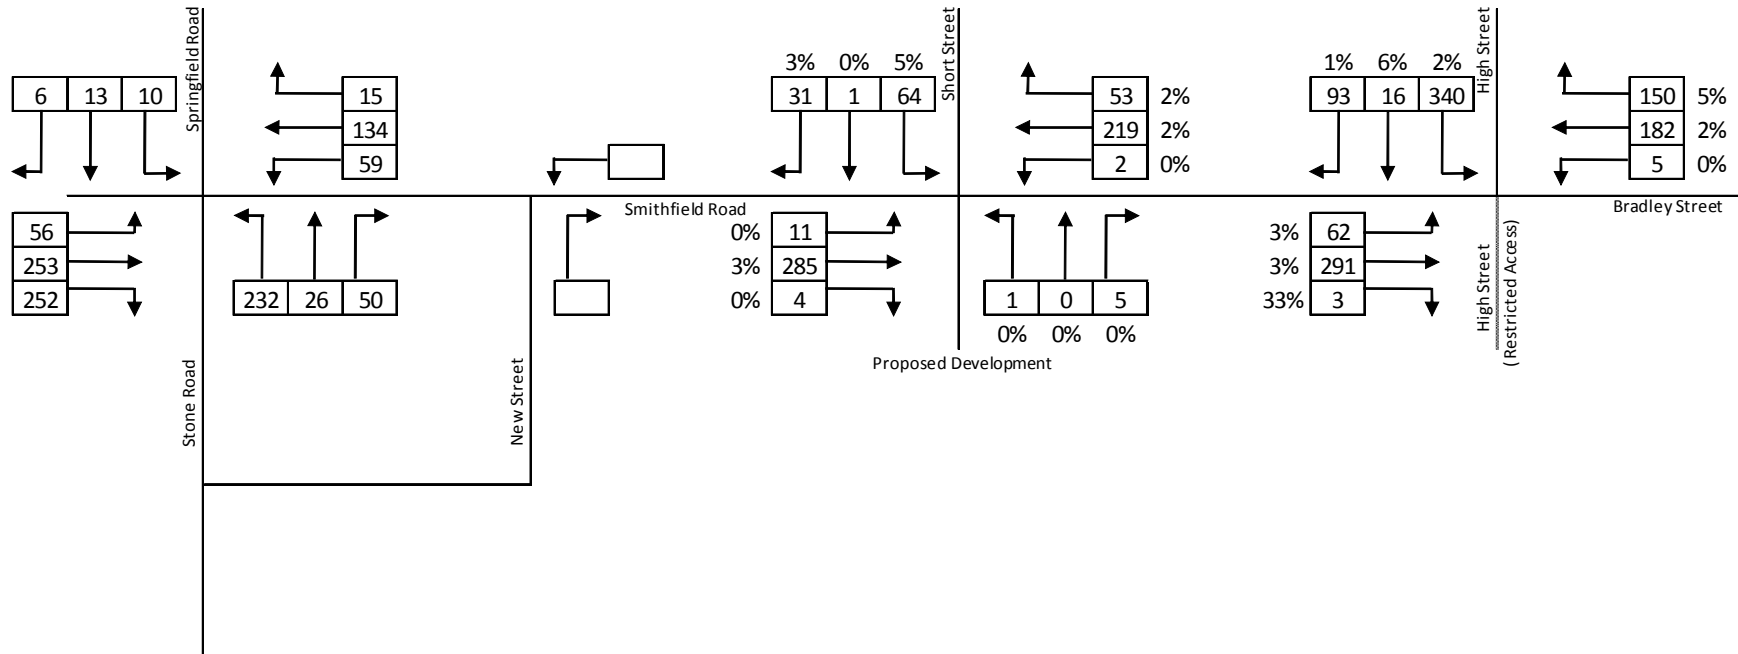 Springfield Road
Short Street
High Street
3% 0% 5%
1% 6% 2%
6 13 10
15
134
59
31 1 64
53 2%
219 2%
2 0%
93 16 340
150 5%
182 2%
5 0%
Smithfield Road
Bradley Street
56
253
252
232 26 50
0% 11
3% 285
0% 4
1 0 5
0% 0% 0%
3% 62
3% 291
33% 3
High Street
( Restricted Access)
Proposed Development
Stone Road
New Street